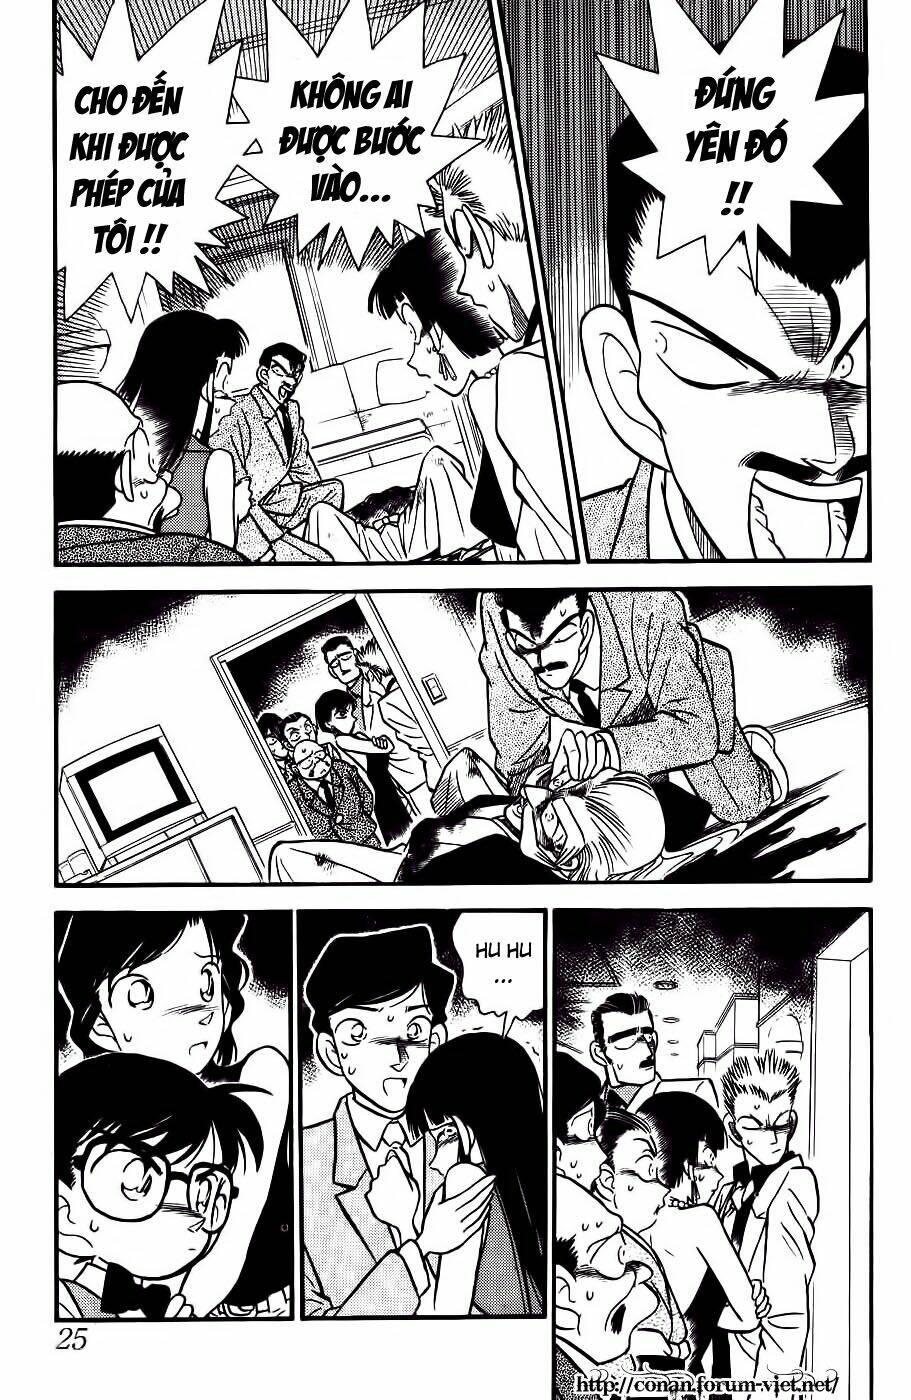 ĐỨNG
YÊN ĐÓ
!!
KHÔNG AI
ĐƯỢC BƯỚC
VÀO...
CHO ĐẾN
KHI ĐƯỢC
PHÉP CỦA
TÔI !!
HU HU
...
25
http://conan.forum-viet.net/